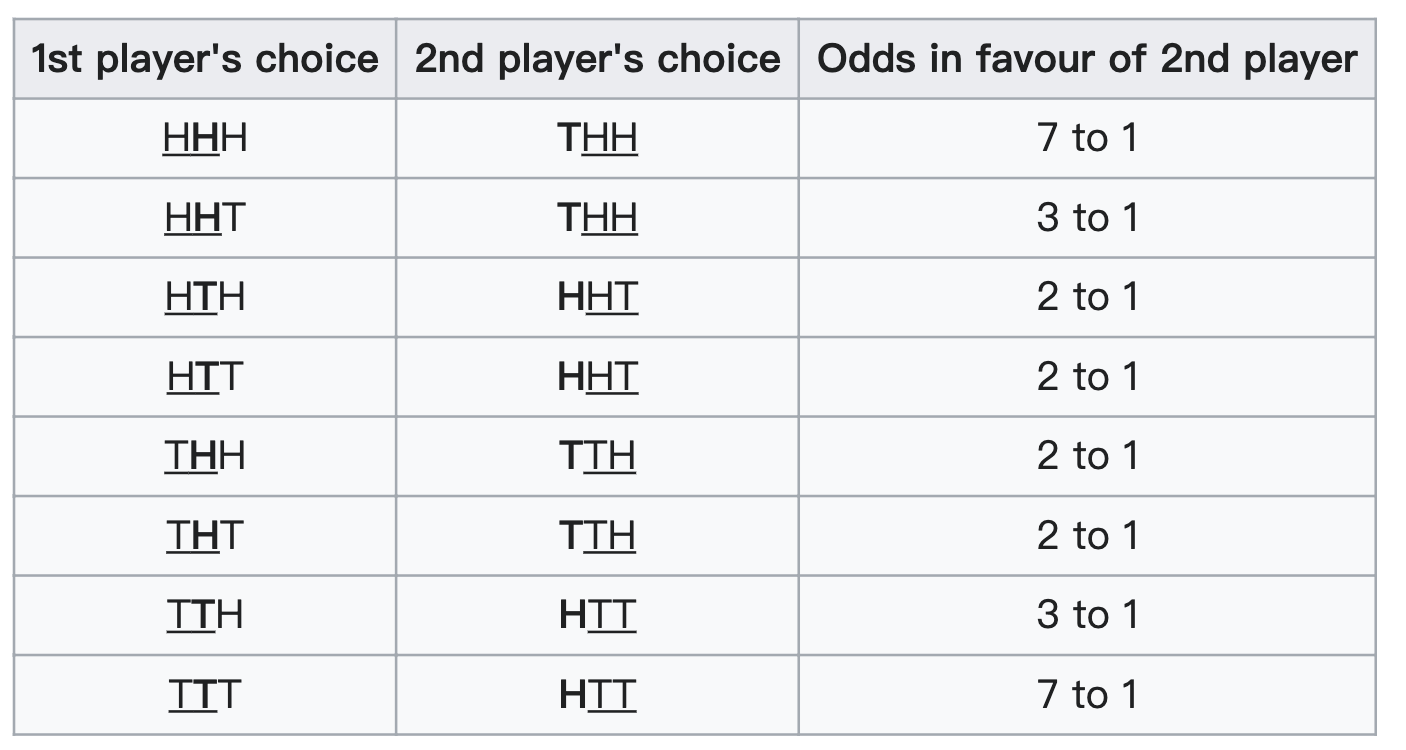 1st player's choice 2nd player's choice Odds in favour of 2nd player
HHH THH 7 to 1
HHT THH 3 to 1
HTH HHT 2 to 1
HTT HHT 2 to 1
THH TTH 2 to 1
THT TTH 2 to 1
TTH HTT 3 to 1
TTT HTT 7 to 1